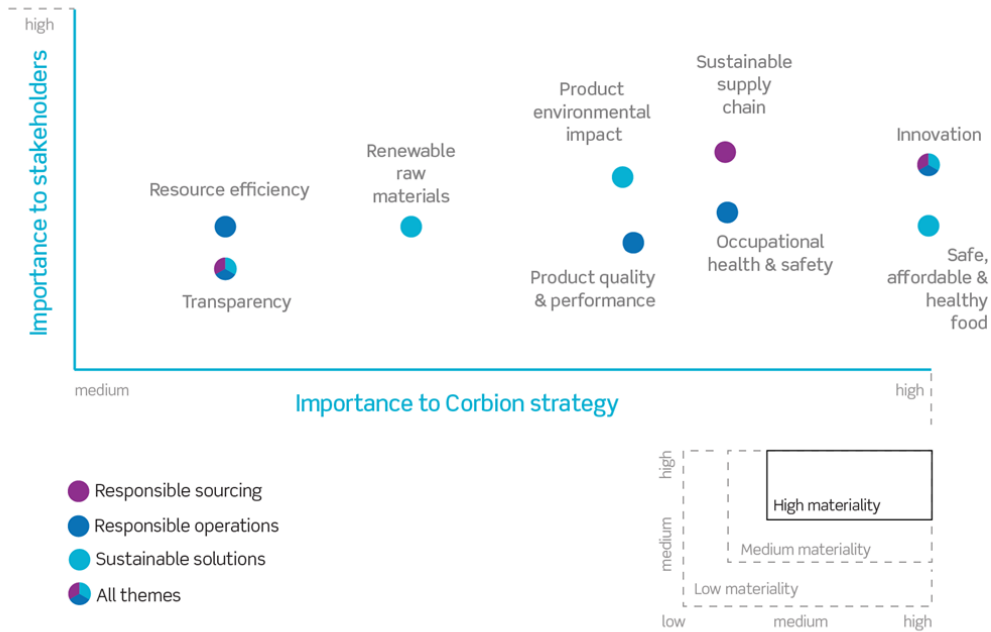 high
Importance to stakeholders
Sustainable
supply
chain
Product
environmental
impact
Innovation
Renewable
raw
materials
Resource efficiency
Occupational
health & safety
Safe,
affordable &
healthy
food
Product quality
& performance
Transparency
medium
high
Importance to Corbion strategy
Responsible sourcing
Responsible operations
Sustainable solutions
All themes
high
medium
High materiality
Medium materiality
Low materiality
low
medium
high